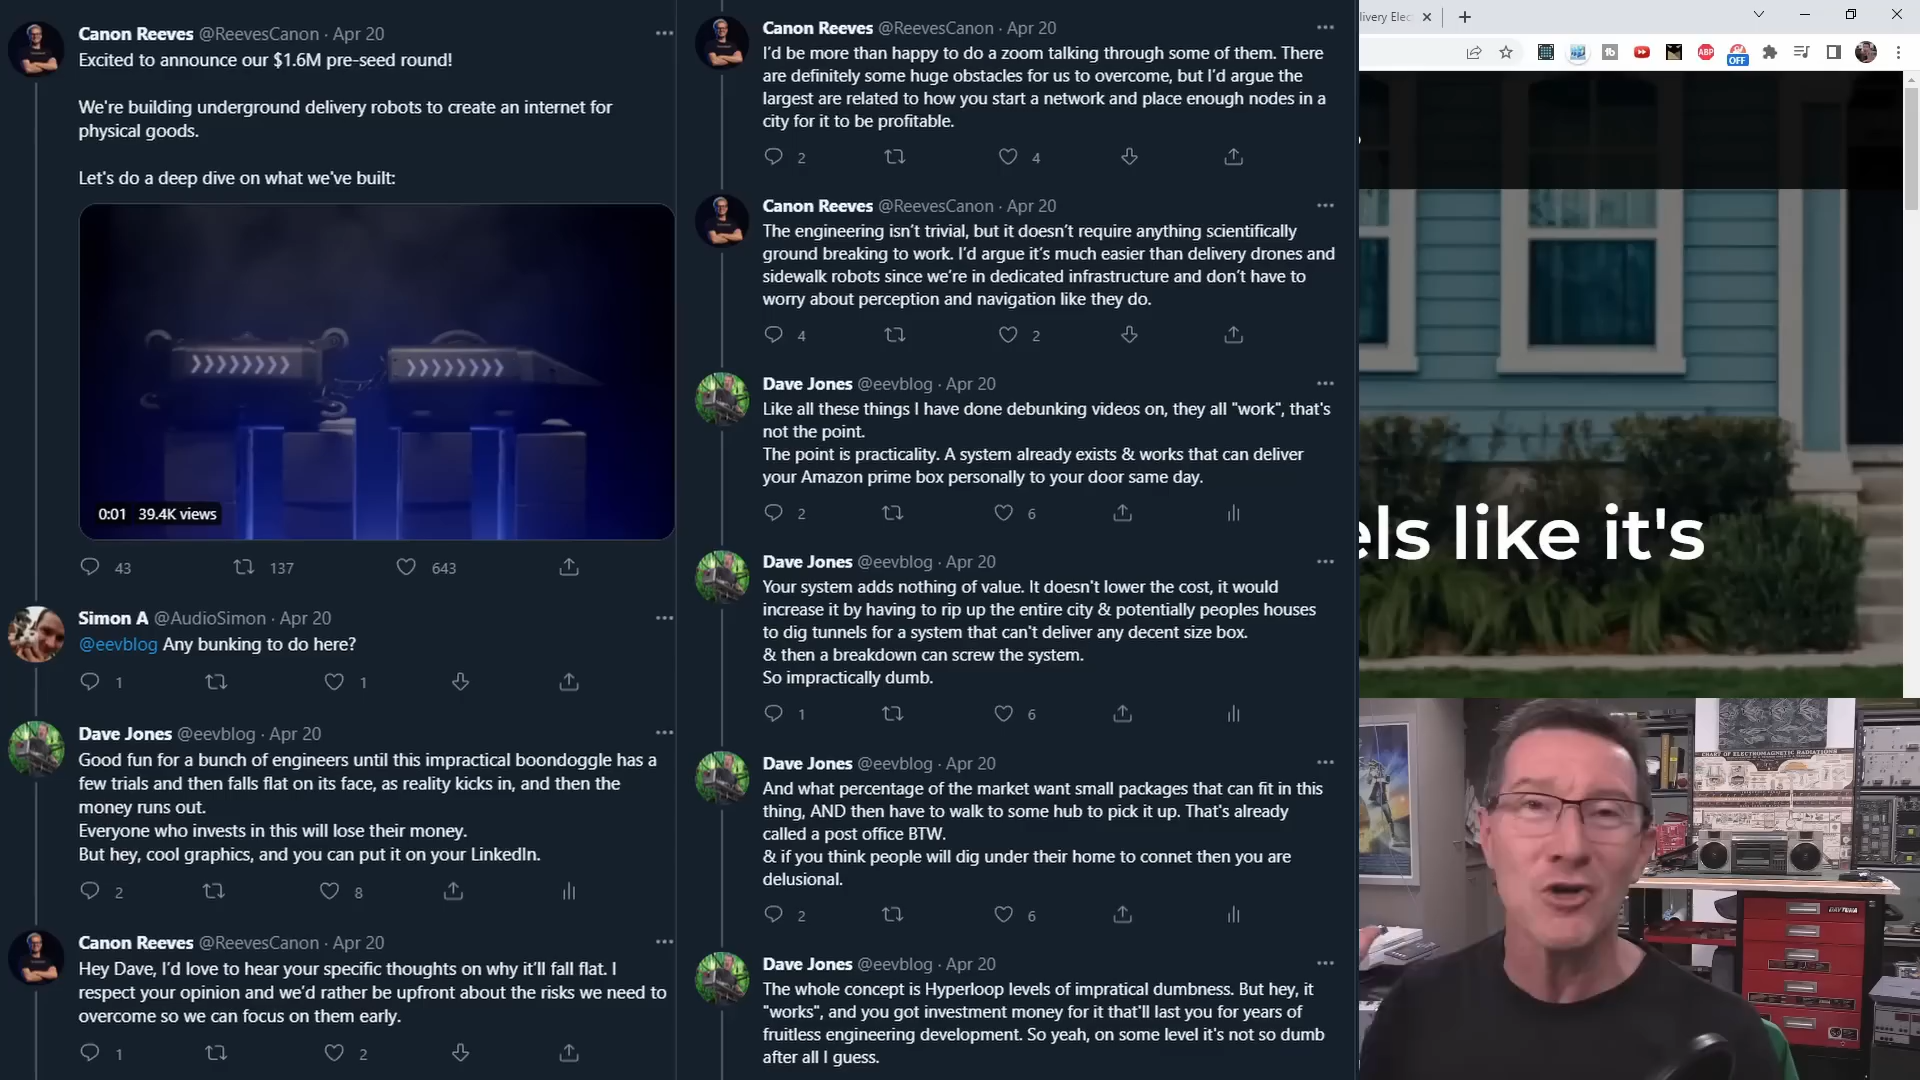 Canon Reeves @ReevesCanon · Apr 20
Excited to announce our $1.6M pre-seed round!
We're building underground delivery robots to create an internet for
physical goods.
Let's do a deep dive on what we've built:
0:01 39.4K views
43 137 643
Simon A @AudioSimon · Apr 20
@eevblog Any bunking to do here?
1 1
Dave Jones @eevblog · Apr 20
Good fun for a bunch of engineers until this impractical boondoggle has a
few trials and then falls flat on its face, as reality kicks in, and then the
money runs out.
Everyone who invests in this will lose their money.
But hey, cool graphics, and you can put it on your LinkedIn.
2 8
Canon Reeves @ReevesCanon · Apr 20
Hey Dave, I'd love to hear your specific thoughts on why it'll fall flat. I
respect your opinion and we'd rather be upfront about the risks we need to
overcome so we can focus on them early.
1 2
Canon Reeves @ReevesCanon · Apr 20
I'd be more than happy to do a zoom talking through some of them. There
are definitely some huge obstacles for us to overcome, but I'd argue the
largest are related to how you start a network and place enough nodes in a
city for it to be profitable.
2 4
Canon Reeves @ReevesCanon · Apr 20
The engineering isn't trivial, but it doesn't require anything scientifically
ground breaking to work. I'd argue it's much easier than delivery drones and
sidewalk robots since we're in dedicated infrastructure and don't have to
worry about perception and navigation like they do.
4 2
Dave Jones @eevblog · Apr 20
Like all these things I have done debunking videos on, they all "work", that's
not the point.
The point is practicality. A system already exists & works that can deliver
your Amazon prime box personally to your door same day.
2 6
Dave Jones @eevblog · Apr 20
Your system adds nothing of value. It doesn't lower the cost, it would
increase it by having to rip up the entire city & potentially peoples houses
to dig tunnels for a system that can't deliver any decent size box.
& then a breakdown can screw the system.
So impractically dumb.
1 6
Dave Jones @eevblog · Apr 20
And what percentage of the market want small packages that can fit in this
thing, AND then have to walk to some hub to pick it up. That's already
called a post office BTW.
& if you think people will dig under their home to connet then you are
delusional.
2 6
Dave Jones @eevblog · Apr 20
The whole concept is Hyperloop levels of impratical dumbness. But hey, it
"works", and you got investment money for it that'll last you for years of
fruitless engineering development. So yeah, on some level it's not so dumb
after all I guess.
livery Elec
ABP
OFF
els like it's
CHART OF ELECTROMAGNETIC RADIATIONS
DAYTONA